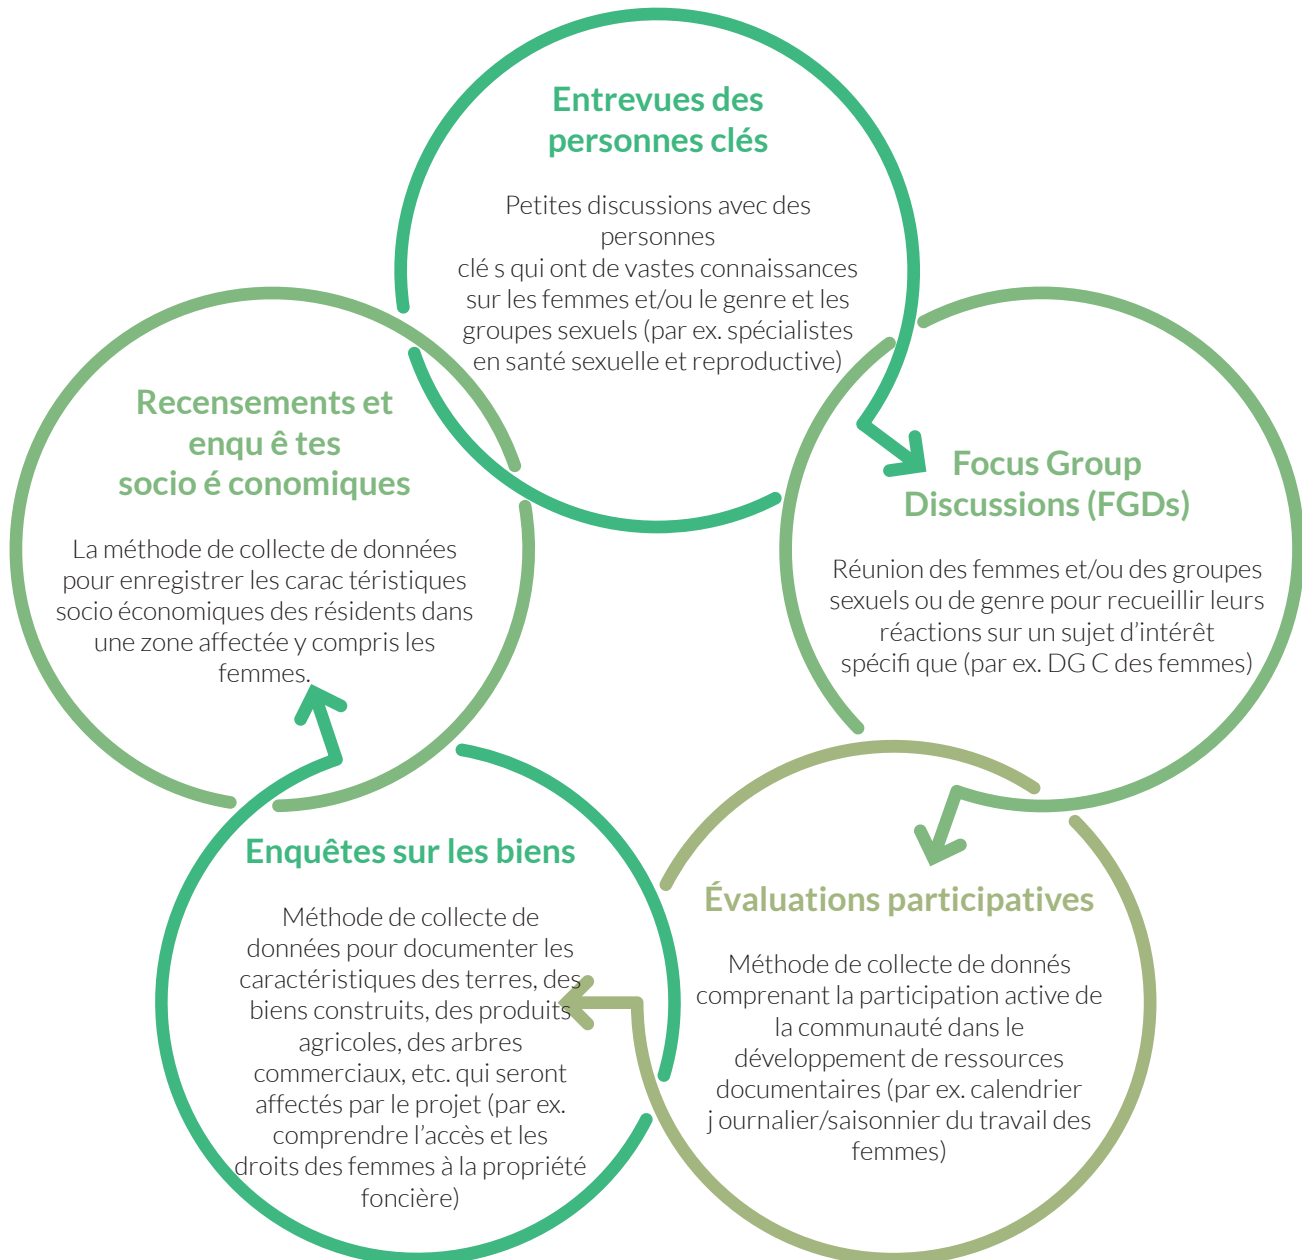 Entrevues des
personnes clés
Petites discussions avec des
personnes
clé s qui ont de vastes connaissances
sur les femmes et/ou le genre et les
groupes sexuels (par ex. spécialistes
en santé sexuelle et reproductive)
Focus Group
Discussions (FGDs)
Réunion des femmes et/ou des groupes
sexuels ou de genre pour recueillir leurs
réactions sur un sujet d’intérêt
spécifi que (par ex. DG C des femmes)
Évaluations participatives
Méthode de collecte de donnés
comprenant la participation active de
la communauté dans le
développement de ressources
documentaires (par ex. calendrier
j ournalier/saisonnier du travail des
femmes)
Enquêtes sur les biens
Méthode de collecte de
données pour documenter les
caractéristiques des terres, des
biens construits, des produits
agricoles, des arbres
commerciaux, etc. qui seront
affectés par le projet (par ex.
comprendre l’accès et les
droits des femmes à la propriété
foncière)
Recensements et
enqu ê tes
socio é conomiques
La méthode de collecte de données
pour enregistrer les carac téristiques
socio économiques des résidents dans
une zone affectée y compris les
femmes.